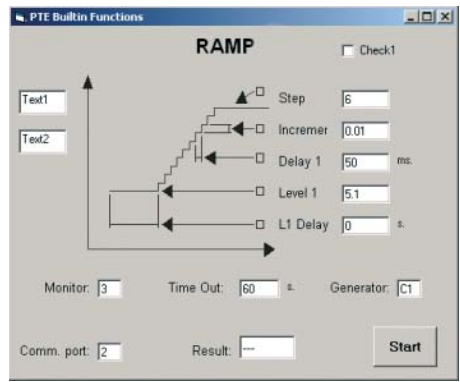 PTE Builtin Functions
RAMP
Check1
Text1
Step 6
Text2
Incremer 0.01
Delay 1 50 ms.
Level 1 5.1
L1 Delay 0 s.
Monitor: 3 Time Out: 60 s. Generator: C1
Comm. port: 2 Result: --- Start